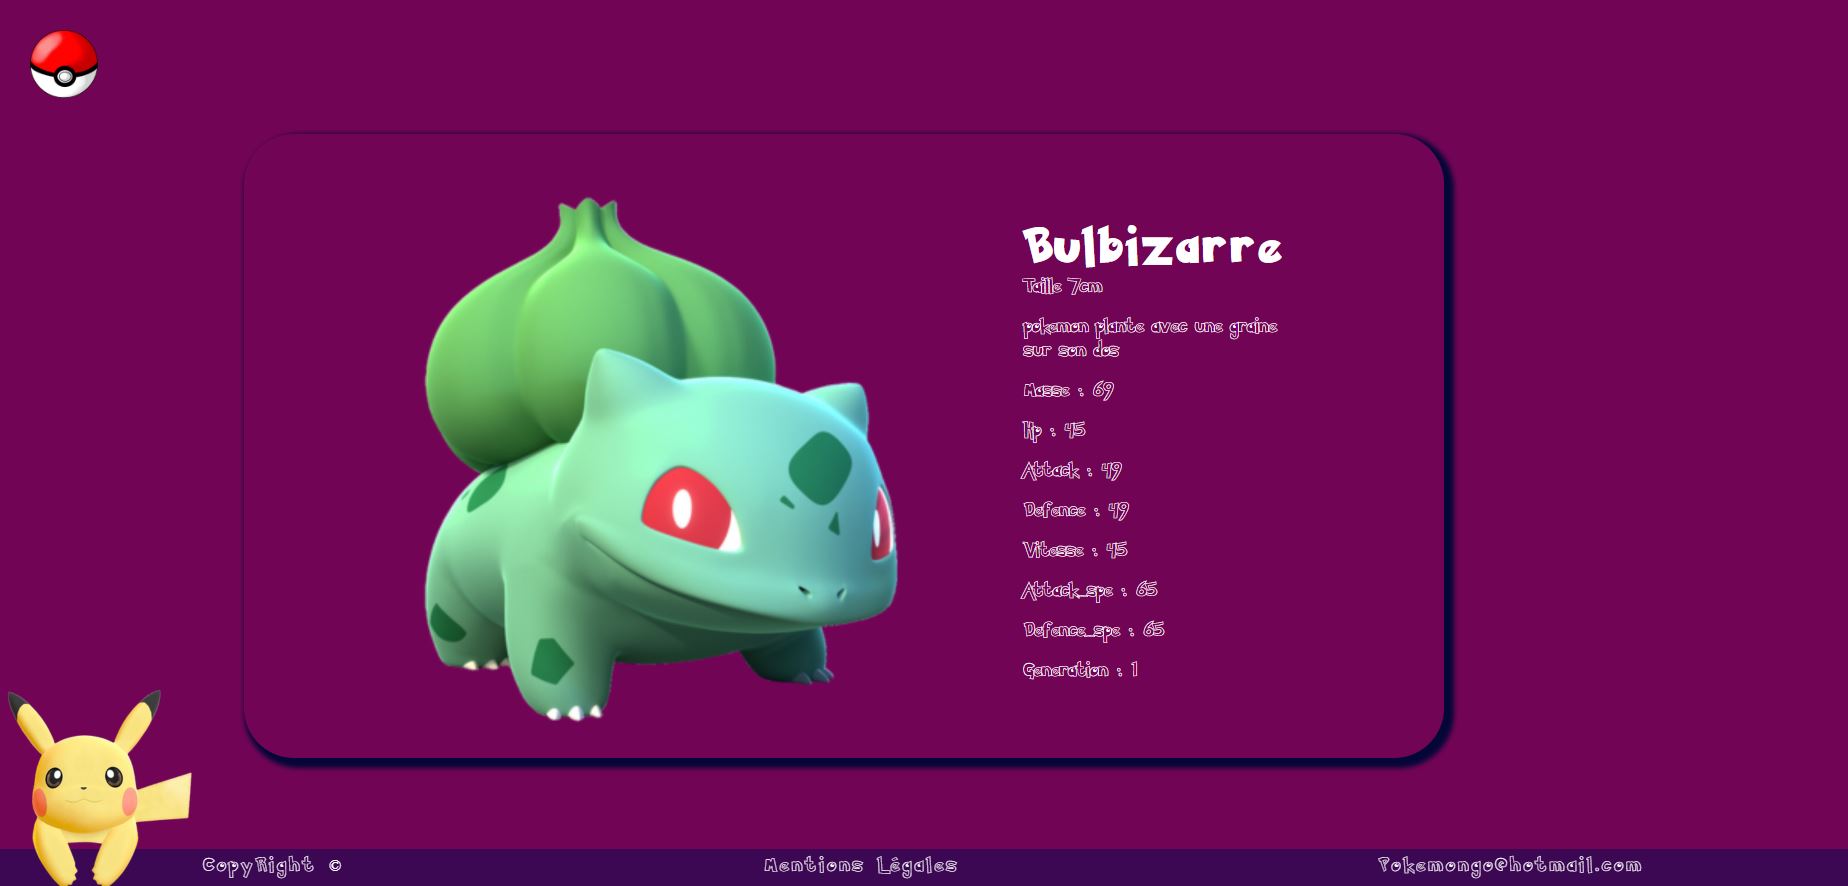 Bulbizarre
Taille 7cm
pokemon plante avec une graine
sur son dos
Masse : 69
Hp : 45
Attack : 49
Defence : 49
Vitesse : 45
Attack_spe : 65
Defence_spe : 65
Generation : 1
CopyRight ©
Mentions Légales
Pokemongo@hotmail.com